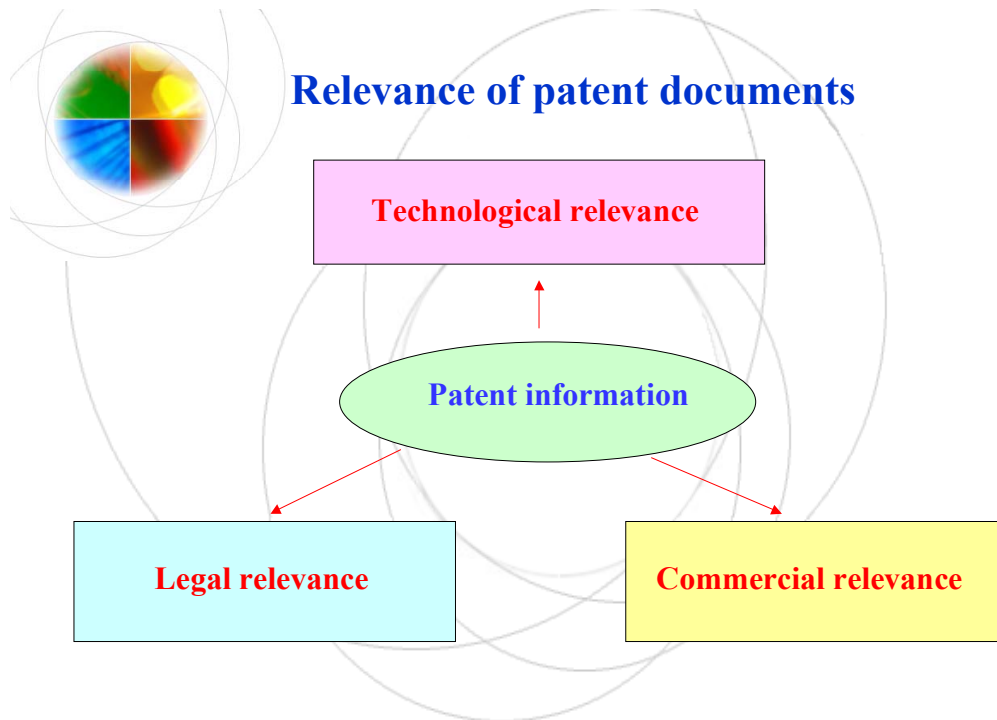 Relevance of patent documents
Technological relevance
Patent information
Legal relevance
Commercial relevance